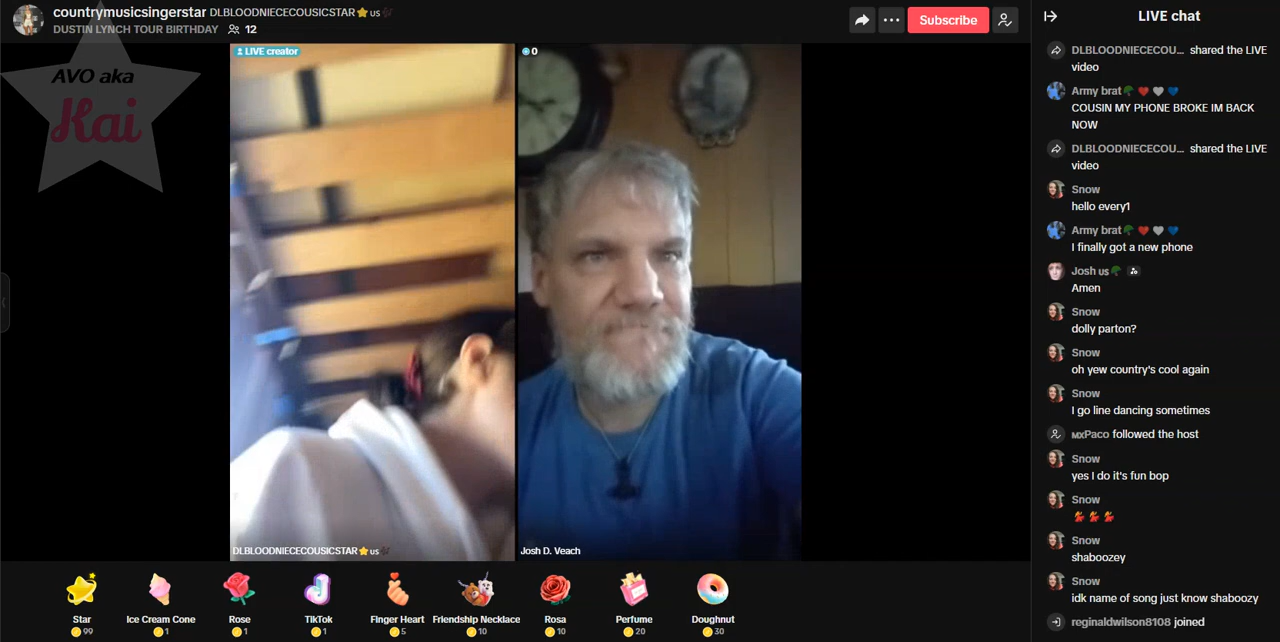 countrymusicsingerstar DLBLOODNIECECOUSICSTAR⭐us
DUSTIN LYNCH TOUR BIRTHDAY 12
Subscribe
LIVE chat
AVO aka
Kai
LIVE creator
0
DLBLOODNIECECOUSICSTAR⭐us
Josh D. Veach
DLBLOODNIECECOU... shared the LIVE
video
Army brat
COUSIN MY PHONE BROKE IM BACK
NOW
DLBLOODNIECECOU... shared the LIVE
video
Snow
hello every1
Army brat
I finally got a new phone
Josh us
Amen
Snow
dolly parton?
Snow
oh yew country's cool again
Snow
I go line dancing sometimes
мxPaco followed the host
Snow
yes I do it's fun bop
Snow
💃💃💃
Snow
shaboozey
Snow
idk name of song just know shaboozy
reginaldwilson8108 joined
Star
99
Ice Cream Cone
1
Rose
1
TikTok
1
Finger Heart
5
Friendship Necklace
10
Rosa
10
Perfume
20
Doughnut
30